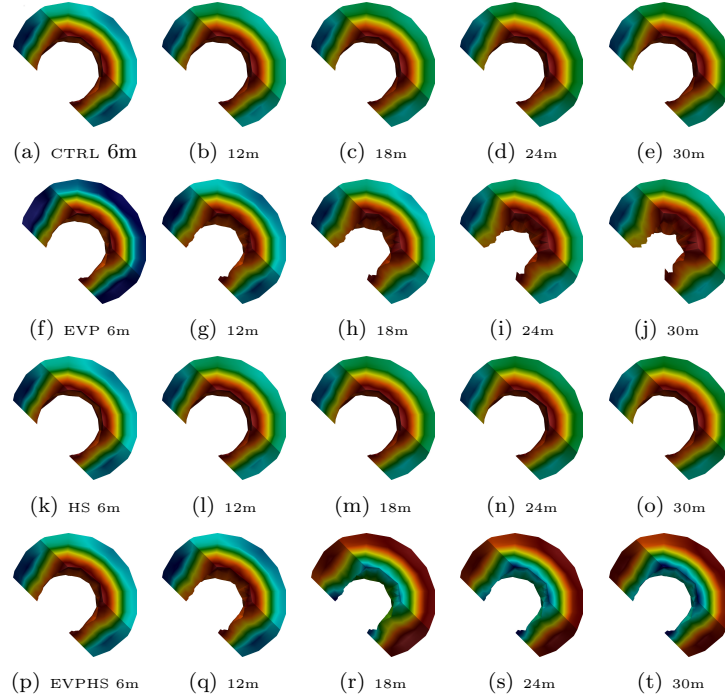 (a) CTRL 6m (b) 12m (c) 18m (d) 24m (e) 30m
(f) EVP 6m (g) 12m (h) 18m (i) 24m (j) 30m
(k) HS 6m (l) 12m (m) 18m (n) 24m (o) 30m
(p) EVPHS 6m (q) 12m (r) 18m (s) 24m (t) 30m